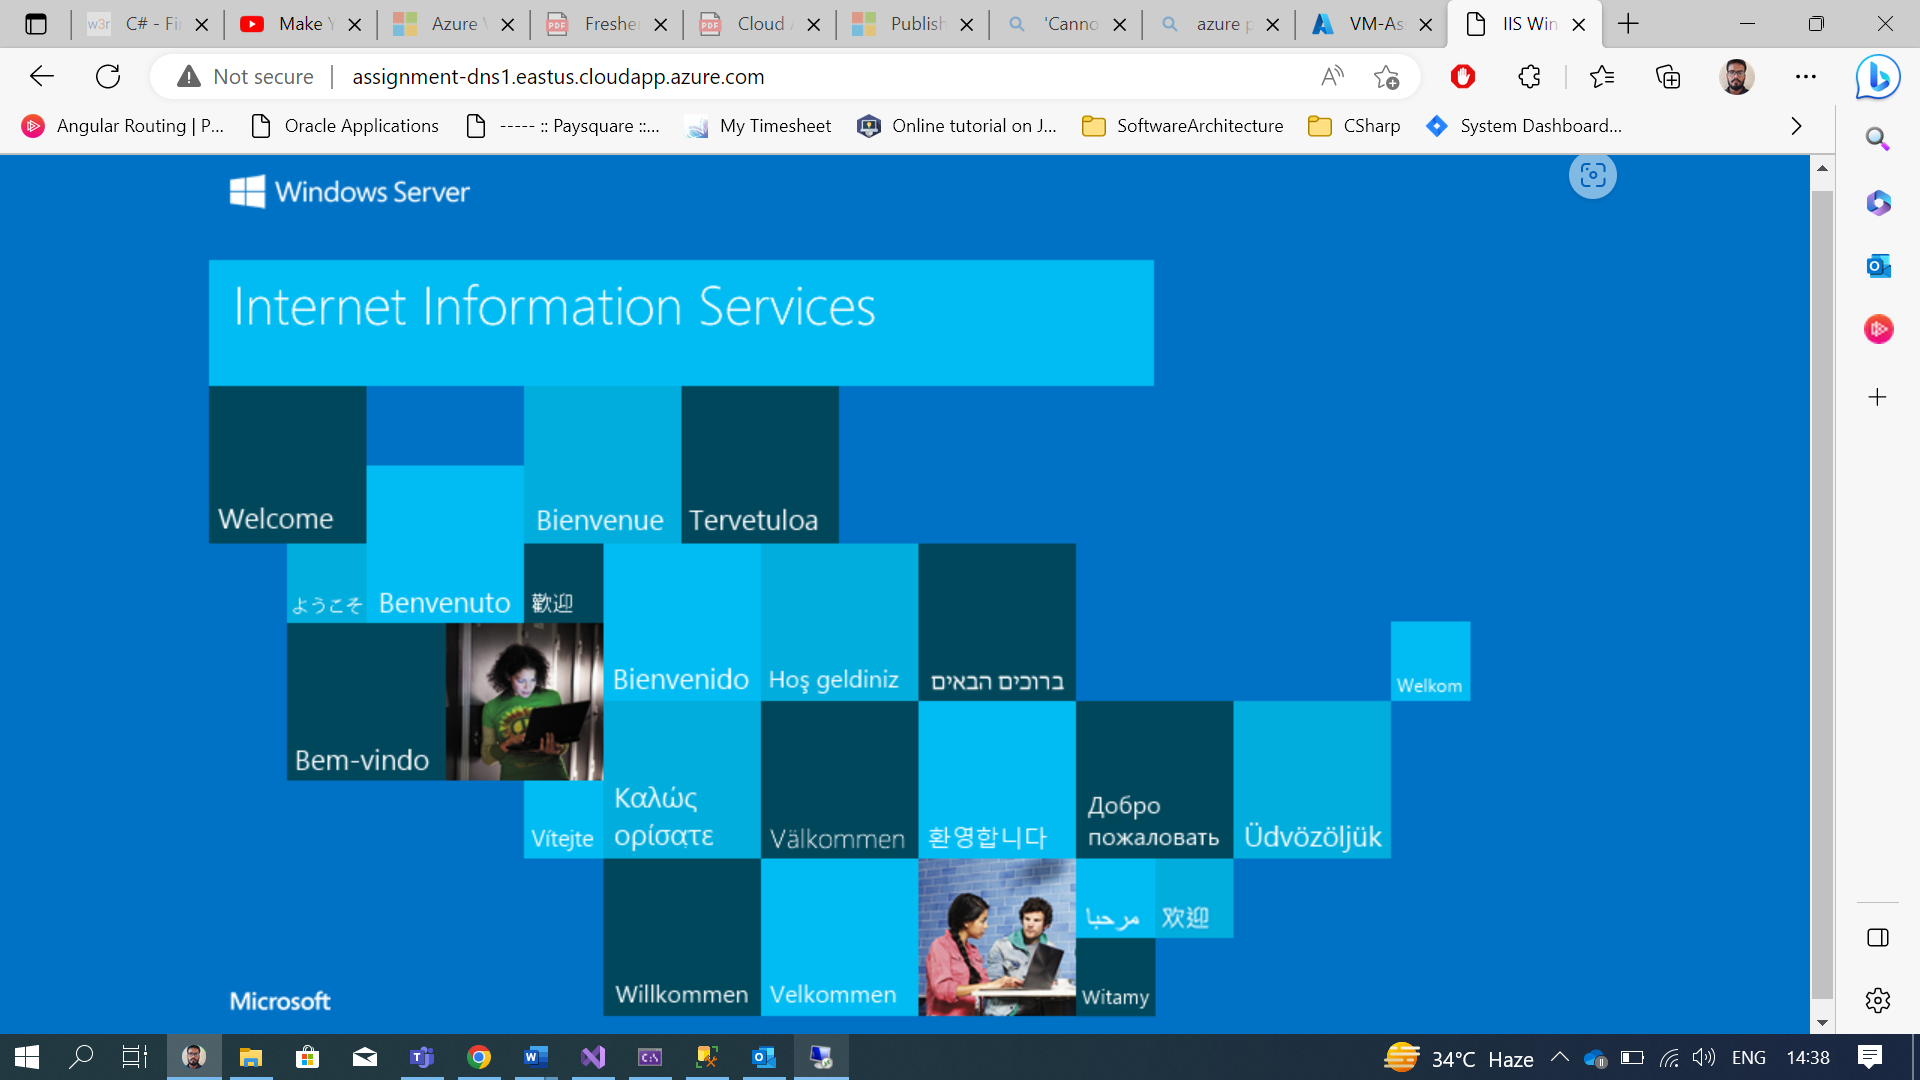 C# - Fi
Make Y
Azure V
Freshe
Cloud A
Publish
'Canno
azure p
VM-As
IIS Win
Not secure
assignment-dns1.eastus.cloudapp.azure.com
Angular Routing | P...
Oracle Applications
----- :: Paysquare ::...
My Timesheet
Online tutorial on J...
SoftwareArchitecture
CSharp
System Dashboard...
Windows Server
Internet Information Services
Welcome
Bienvenue
Tervetuloa
ようこそ
Benvenuto
歡迎
Bienvenido
Hoş geldiniz
ברוכים הבאים
Welkom
Bem-vindo
Vítejte
Καλώς
ορίσατε
Välkommen
환영합니다
Добро
пожаловать
Üdvözöljük
مرحبا
欢迎
Willkommen
Velkommen
Witamy
Microsoft
34°C Haze
ENG
14:38